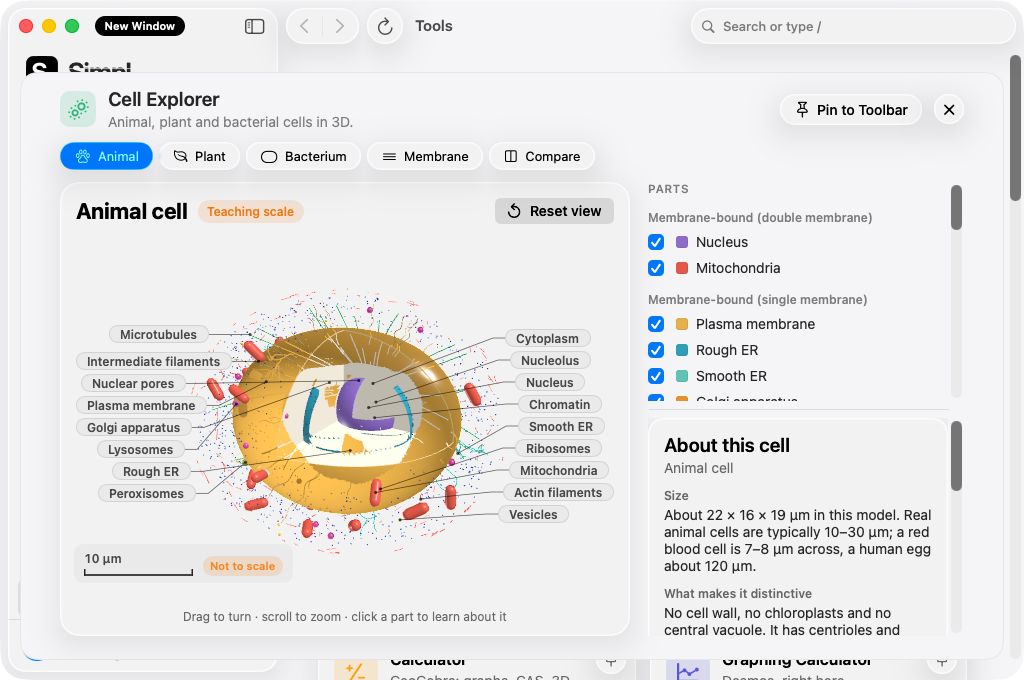 New Window
Tools
Search or type /
Cell Explorer
Animal, plant and bacterial cells in 3D.
Pin to Toolbar
Animal
Plant
Bacterium
Membrane
Compare
Animal cell
Teaching scale
Reset view
Microtubules
Intermediate filaments
Nuclear pores
Plasma membrane
Golgi apparatus
Lysosomes
Rough ER
Peroxisomes
Cytoplasm
Nucleolus
Nucleus
Chromatin
Smooth ER
Ribosomes
Mitochondria
Actin filaments
Vesicles
10 µm
Not to scale
Drag to turn · scroll to zoom · click a part to learn about it
PARTS
Membrane-bound (double membrane)
Nucleus
Mitochondria
Membrane-bound (single membrane)
Plasma membrane
Rough ER
Smooth ER
Golgi apparatus
About this cell
Animal cell
Size
About 22 × 16 × 19 µm in this model. Real
animal cells are typically 10–30 µm; a red
blood cell is 7–8 µm across, a human egg
about 120 µm.
What makes it distinctive
No cell wall, no chloroplasts and no
central vacuole. It has centrioles and
Calculator
Graphing Calculator